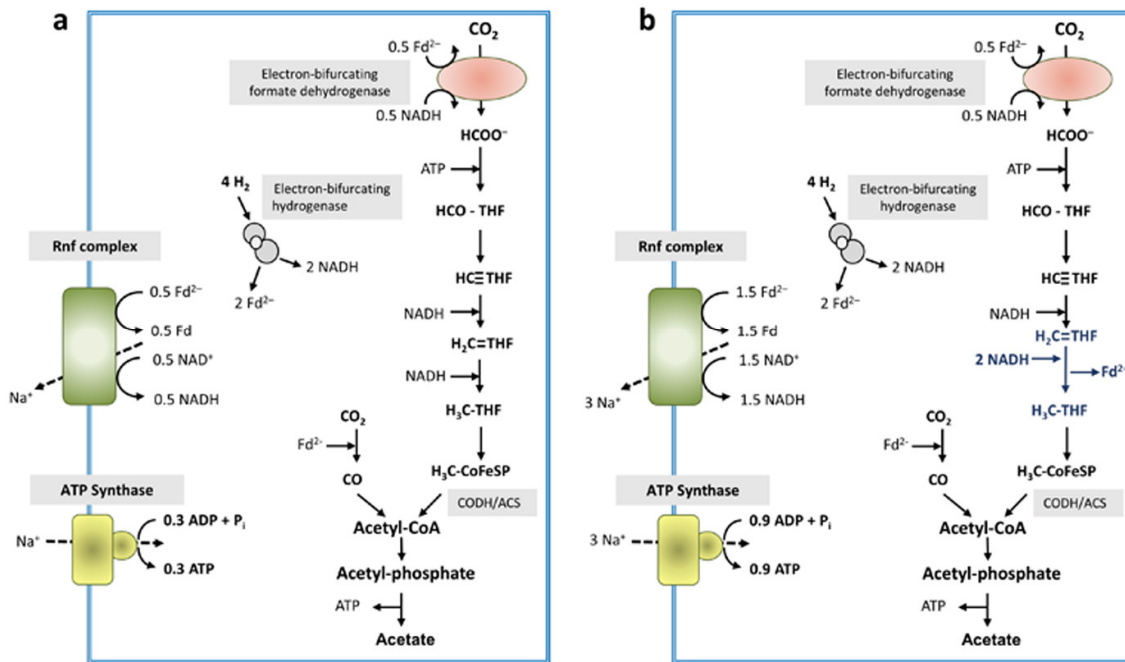 a
CO2
0.5 Fd2–
Electron-bifurcating
formate dehydrogenase
0.5 NADH
HCOO–
ATP
4 H2
Electron-bifurcating
hydrogenase
HCO - THF
Rnf complex
2 NADH
HC≡THF
2 Fd2–
0.5 Fd2–
NADH
0.5 Fd
H2C=THF
0.5 NAD+
NADH
Na+
0.5 NADH
H3C-THF
CO2
Fd2-
H3C-CoFeSP
CO
ATP Synthase
CODH/ACS
0.3 ADP + Pi
Na+
Acetyl-CoA
0.3 ATP
Acetyl-phosphate
ATP
Acetate
b
CO2
0.5 Fd2–
Electron-bifurcating
formate dehydrogenase
0.5 NADH
HCOO–
ATP
4 H2
Electron-bifurcating
hydrogenase
HCO - THF
Rnf complex
2 NADH
HC≡THF
2 Fd2–
1.5 Fd2–
NADH
1.5 Fd
H2C=THF
1.5 NAD+
2 NADH
Fd2-
3 Na+
1.5 NADH
H3C-THF
CO2
Fd2-
H3C-CoFeSP
CO
ATP Synthase
CODH/ACS
0.9 ADP + Pi
3 Na+
Acetyl-CoA
0.9 ATP
Acetyl-phosphate
ATP
Acetate